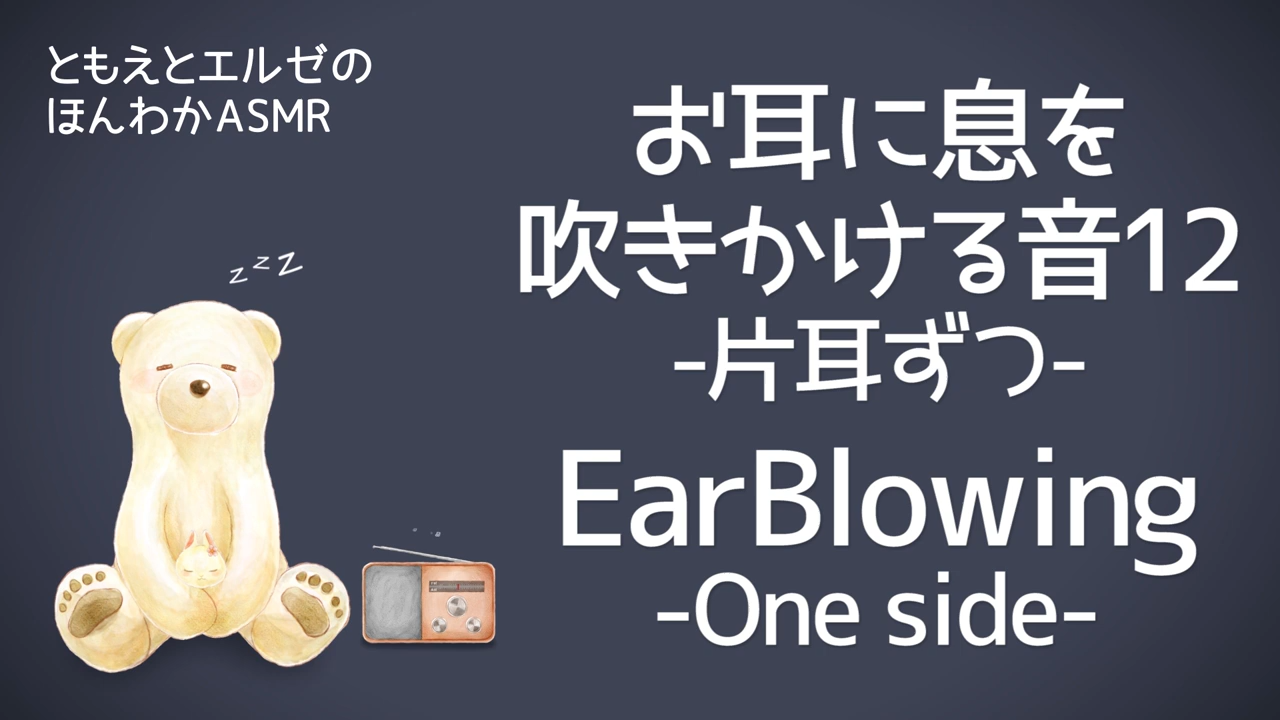 ともえとエルゼの
ほんわかASMR
お耳に息を
吹きかける音12
-片耳ずつ-
EarBlowing
-One side-
zzz